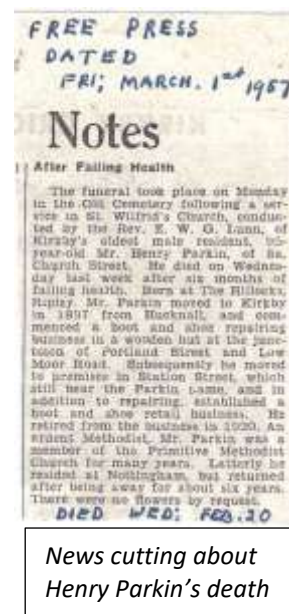 FREE PRESS
DATED
FRI; MARCH. 1st 1957
Notes
After Failing Health
The funeral took place on Monday
in the Old Cemetery following a ser-
vice in St. Wilfrid's Church, conduc-
ted by the Rev. E. W. G. Lunn, of
Kirkby's oldest male resident,
year-old Mr. Henry Parkin, of 8a,
Church Street. He died on Wednes-
day last week after six months of
failing health. Born at The Hillocks,
Ripley, Mr. Parkin moved to Kirkby
in 1897 from Hucknall, and com-
menced a boot and shoe repairing
business in a wooden hut at the junc-
tion of Portland Street and Low
Moor Road. Subsequently he moved
to premises in Station Street, which
still bear the Parkin name, and in
addition to repairing, established a
boot and shoe retail business. He
retired from the business in 1920. An
ardent Methodist, Mr. Parkin was a
member of the Primitive Methodist
Church for many years. Latterly he
resided at Nottingham, but returned
after being away for about six years.
There were no flowers by request.
DIED WED; FEB. 20
News cutting about
Henry Parkin's death